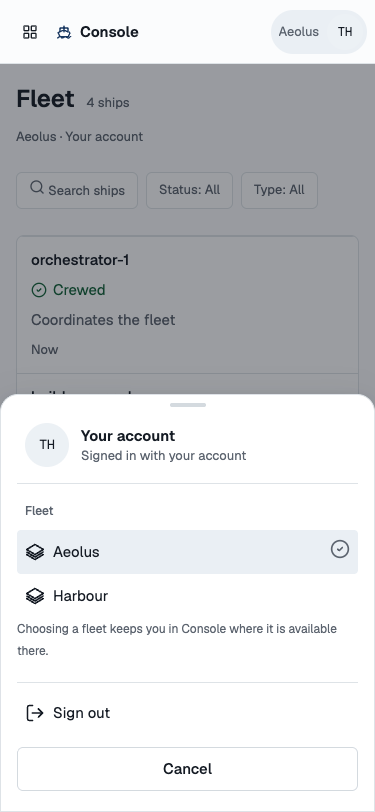 Console
Aeolus TH
Fleet 4 ships
Aeolus · Your account
Search ships
Status: All
Type: All
orchestrator-1
Crewed
Coordinates the fleet
Now
TH
Your account
Signed in with your account
Fleet
Aeolus
Harbour
Choosing a fleet keeps you in Console where it is available
there.
Sign out
Cancel